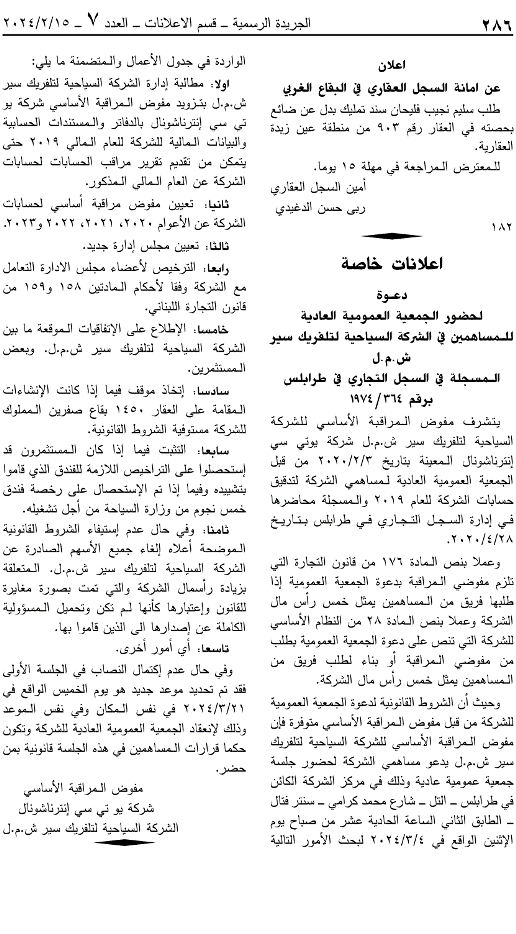 ٢٨٦
الجريدة الرسمية – قسم الاعلانات – العدد ٧ – ٢٠٢٤/٢/١٥
اعلان
عن امانة السجل العقاري في البقاع الغربي
طلب سليم نجيب فليحان سند تمليك بدل عن ضائع
بحصته في العقار رقم ٩٠٣ من منطقة عين زبدة
العقارية.
للمعترض المراجعة في مهلة ١٥ يوما.
أمين السجل العقاري
ربى حسن الدغيدي
١٨٢
اعلانات خاصة
دعوة
لحضور الجمعية العمومية العادية
للمساهمين في الشركة السياحية لتلفريك سير
ش.م.ل
المسجلة في السجل التجاري في طرابلس
برقم ١٩٧٤/٣٦٤
يتشرف مفوض المراقبة الأساسي للشركة
السياحية لتلفريك سير ش.م.ل شركة يوتي سي
إنترناشونال المعينة بتاريخ ٢٠٢٠/٢/٣ من قبل
الجمعية العمومية العادية لمساهمي الشركة لتدقيق
حسابات الشركة للعام ٢٠١٩ والمسجلة محاضرها
في إدارة السجل التجاري في طرابلس بتاريخ
٢٠٢٠/٤/٢٨.
وعملا بنص المادة ١٧٦ من قانون التجارة التي
تلزم مفوضي المراقبة بدعوة الجمعية العمومية إذا
طلبها فريق من المساهمين يمثل خمس رأس مال
الشركة وعملا بنص المادة ٢٨ من النظام الأساسي
للشركة التي تنص على دعوة الجمعية العمومية بطلب
من مفوضي المراقبة أو بناء لطلب فريق من
المساهمين يمثل خمس رأس مال الشركة.
وحيث أن الشروط القانونية لدعوة الجمعية العمومية
للشركة من قبل مفوض المراقبة الأساسي متوفرة فإن
مفوض المراقبة الأساسي للشركة السياحية لتلفريك
سير ش.م.ل يدعو مساهمي الشركة لحضور جلسة
جمعية عمومية عادية وذلك في مركز الشركة الكائن
في طرابلس – التل – شارع محمد كرامي – سنتر فتال
– الطابق الثاني الساعة الحادية عشر من صباح يوم
الإثنين الواقع في ٢٠٢٤/٣/٤ لبحث الأمور التالية
الواردة في جدول الأعمال والمتضمنة ما يلي:
اولا: مطالبة إدارة الشركة السياحية لتلفريك سير
ش.م.ل بتزويد مفوض المراقبة الأساسي شركة يو
تي سي إنترناشونال بالدفاتر والمستندات الحسابية
والبيانات المالية للشركة للعام المالي ٢٠١٩ حتى
يتمكن من تقديم تقرير مراقب الحسابات لحسابات
الشركة عن العام المالي المذكور.
ثانيا: تعيين مفوض مراقبة أساسي لحسابات
الشركة عن الأعوام ٢٠٢٠، ٢٠٢١، ٢٠٢٢ و٢٠٢٣.
ثالثا: تعيين مجلس إدارة جديد.
رابعا: الترخيص لأعضاء مجلس الادارة التعامل
مع الشركة وفقا لأحكام المادتين ١٥٨ و١٥٩ من
قانون التجارة اللبناني.
خامسا: الإطلاع على الإتفاقيات الموقعة ما بين
الشركة السياحية لتلفريك سير ش.م.ل. وبعض
المستثمرين.
سادسا: إتخاذ موقف فيما إذا كانت الإنشاءات
المقامة على العقار ١٤٥٠ بقاع صفرين المملوك
للشركة مستوفية الشروط القانونية.
سابعا: التثبت فيما إذا كان المستثمرون قد
إستحصلوا على التراخيص اللازمة للفندق الذي قاموا
بتشييده وفيما إذا تم الإستحصال على رخصة فندق
خمس نجوم من وزارة السياحة من أجل تشغيله.
ثامنا: وفي حال عدم إستيفاء الشروط القانونية
الموضحة أعلاه إلغاء جميع الأسهم الصادرة عن
الشركة السياحية لتلفريك سير ش.م.ل. المتعلقة
بزيادة رأسمال الشركة والتي تمت بصورة مغايرة
للقانون وإعتبارها كأنها لم تكن وتحميل المسؤولية
الكاملة عن إصدارها الى الذين قاموا بها.
تاسعا: أي أمور أخرى.
وفي حال عدم إكتمال النصاب في الجلسة الأولى
فقد تم تحديد موعد جديد هو يوم الخميس الواقع في
٢٠٢٤/٣/٢١ في نفس المكان وفي نفس الموعد
وذلك لإنعقاد الجمعية العمومية العادية للشركة وتكون
حكما قرارات المساهمين في هذه الجلسة قانونية بمن
حضر.
مفوض المراقبة الأساسي
شركة يو تي سي إنترناشونال
الشركة السياحية لتلفريك سير ش.م.ل